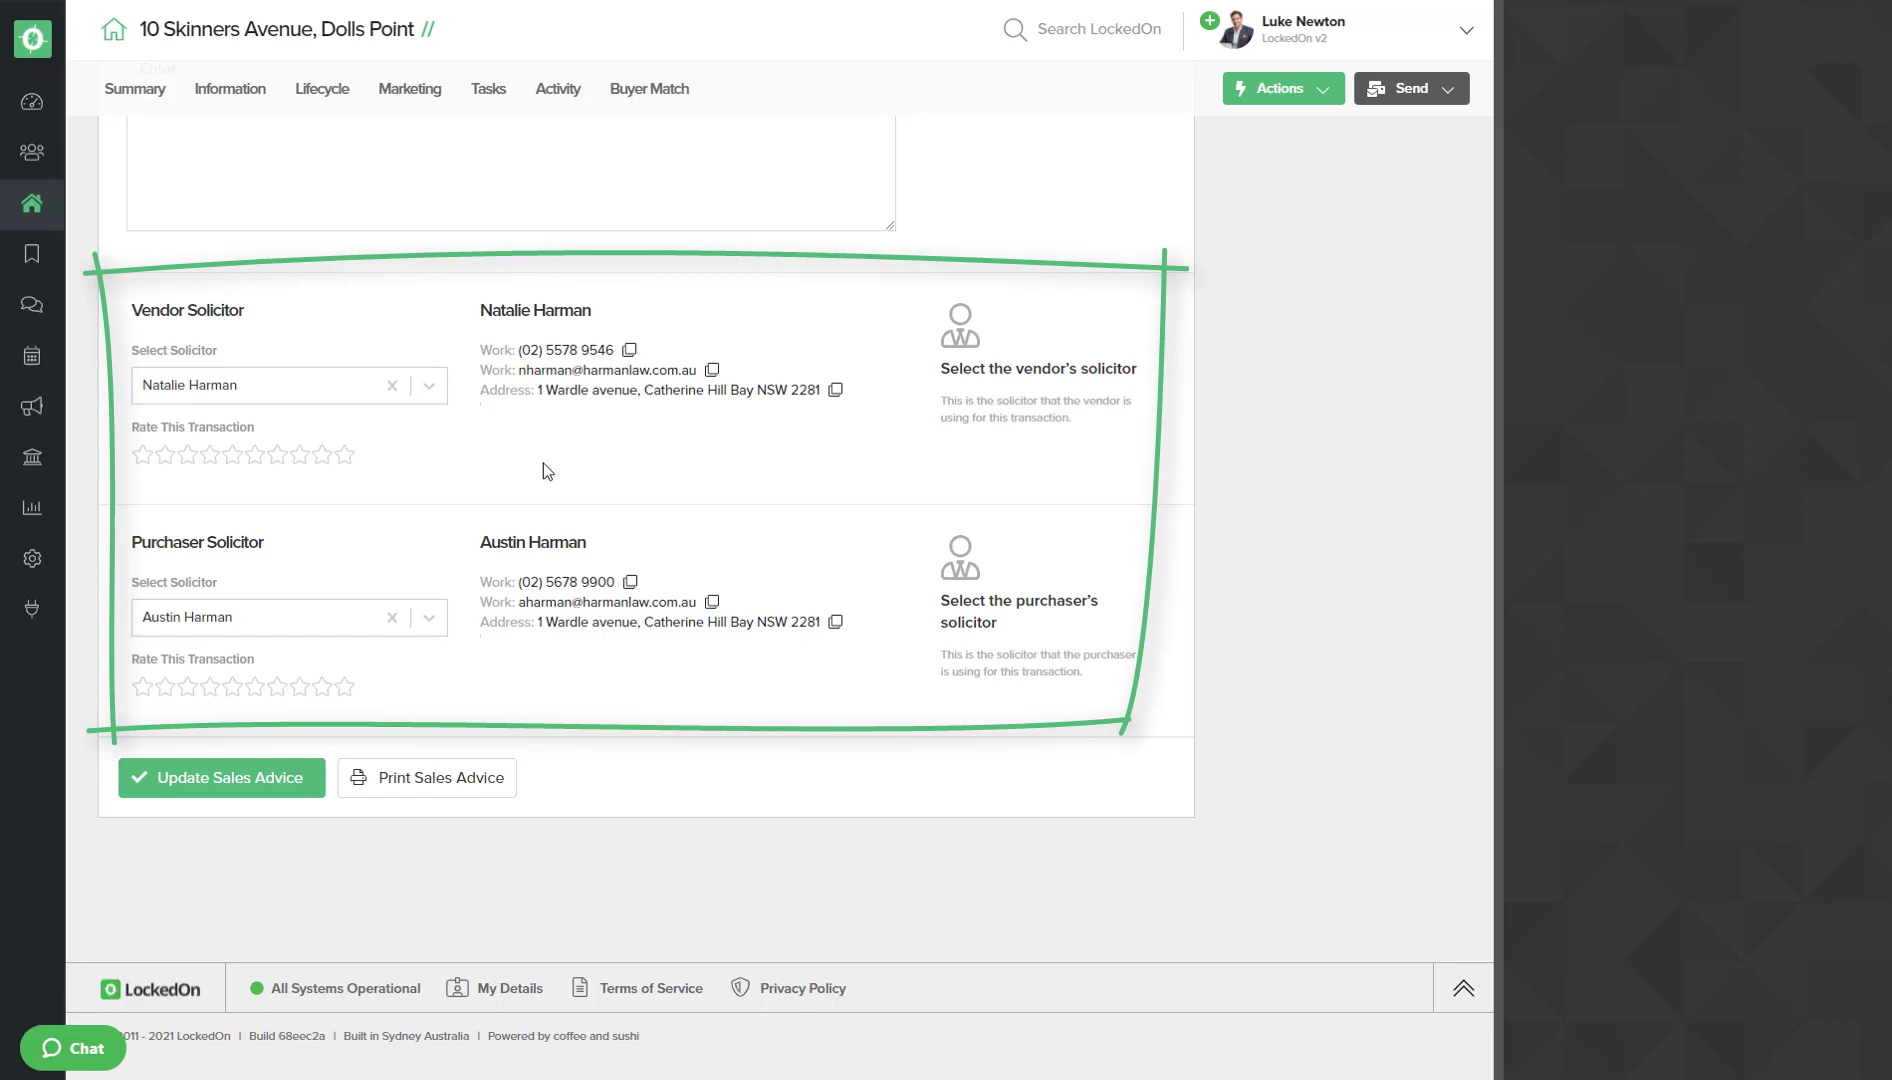 10 Skinners Avenue, Dolls Point //
Search LockedOn
Luke Newton
LockedOn v2
Enter
Summary
Information
Lifecycle
Marketing
Tasks
Activity
Buyer Match
Actions
Send
Vendor Solicitor
Select Solicitor
Natalie Harman
Rate This Transaction
Natalie Harman
Work: (02) 5578 9546
Work: nharman@harmanlaw.com.au
Address: 1 Wardle avenue, Catherine Hill Bay NSW 2281
Select the vendor's solicitor
This is the solicitor that the vendor is
using for this transaction.
Purchaser Solicitor
Select Solicitor
Austin Harman
Rate This Transaction
Austin Harman
Work: (02) 5678 9900
Work: aharman@harmanlaw.com.au
Address: 1 Wardle avenue, Catherine Hill Bay NSW 2281
Select the purchaser's
solicitor
This is the solicitor that the purchaser
is using for this transaction.
Update Sales Advice
Print Sales Advice
LockedOn
All Systems Operational
My Details
Terms of Service
Privacy Policy
011 - 2021 LockedOn | Build 68eec2a | Built in Sydney Australia | Powered by coffee and sushi
Chat